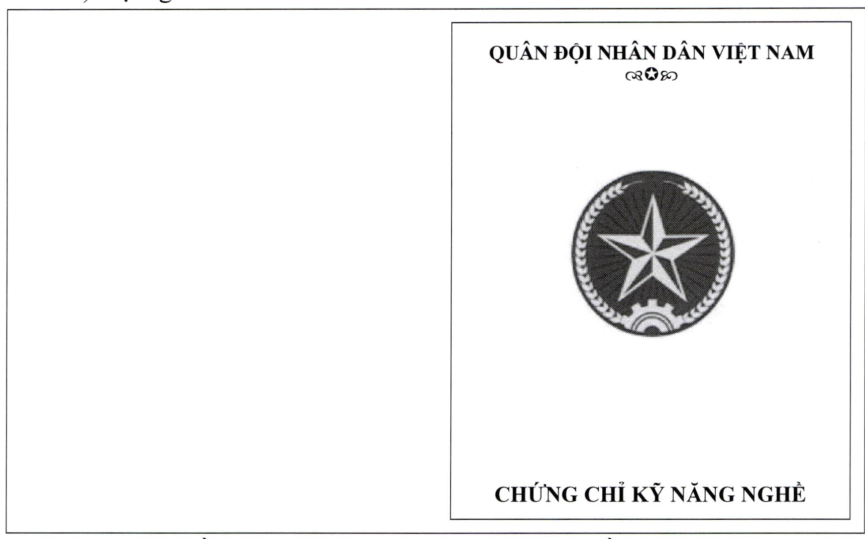 QUÂN ĐỘI NHÂN DÂN VIỆT NAM
CHỨNG CHỈ KỸ NĂNG NGHỀ